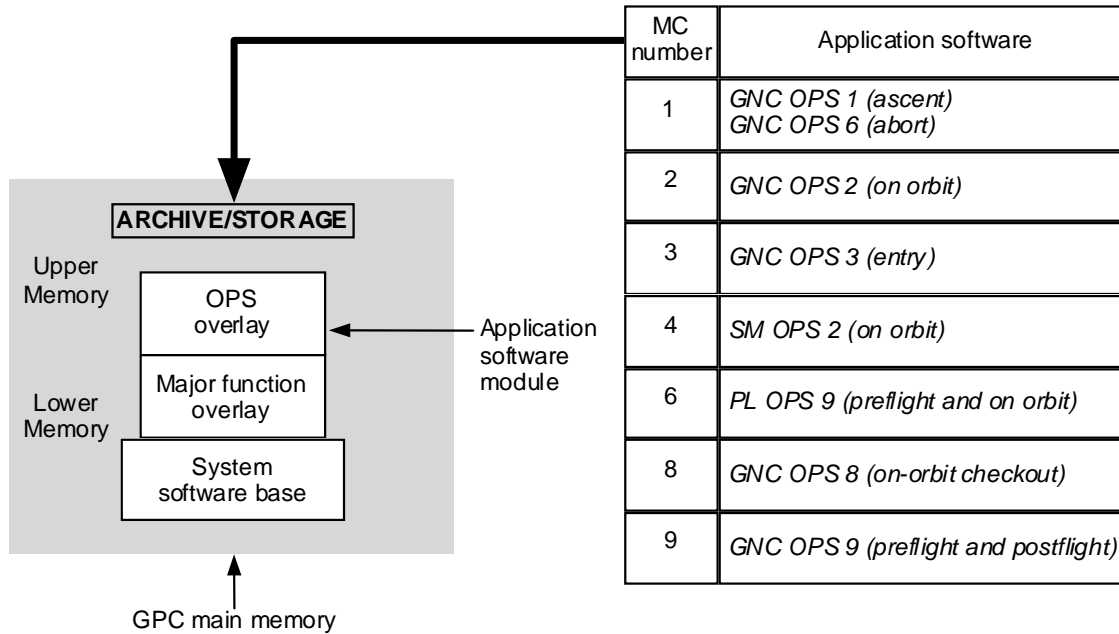 MC
number
Application software
1
GNC OPS 1 (ascent)
GNC OPS 6 (abort)
2
GNC OPS 2 (on orbit)
3
GNC OPS 3 (entry)
4
SM OPS 2 (on orbit)
6
PL OPS 9 (preflight and on orbit)
8
GNC OPS 8 (on-orbit checkout)
9
GNC OPS 9 (preflight and postflight)
ARCHIVE/STORAGE
Upper
Memory
OPS
overlay
Application
software
module
Lower
Memory
Major function
overlay
System
software base
GPC main memory